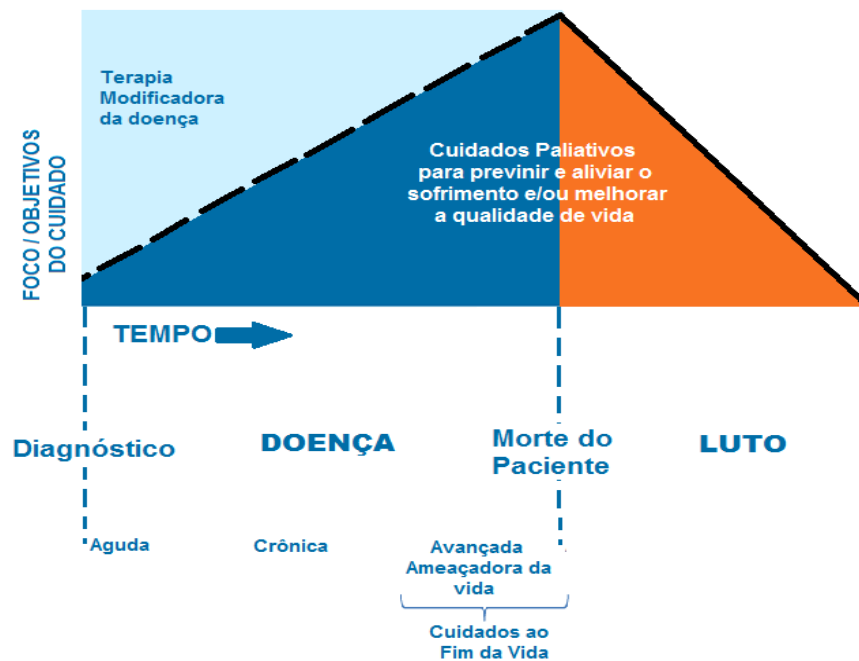 Terapia
Modificadora
da doença
FOCO / OBJETIVOS
DO CUIDADO
Cuidados Paliativos
para previnir e aliviar o
sofrimento e/ou melhorar
a qualidade de vida
TEMPO
Diagnóstico
DOENÇA
Morte do
Paciente
LUTO
Aguda
Crônica
Avançada
Ameaçadora da
vida
Cuidados ao
Fim da Vida